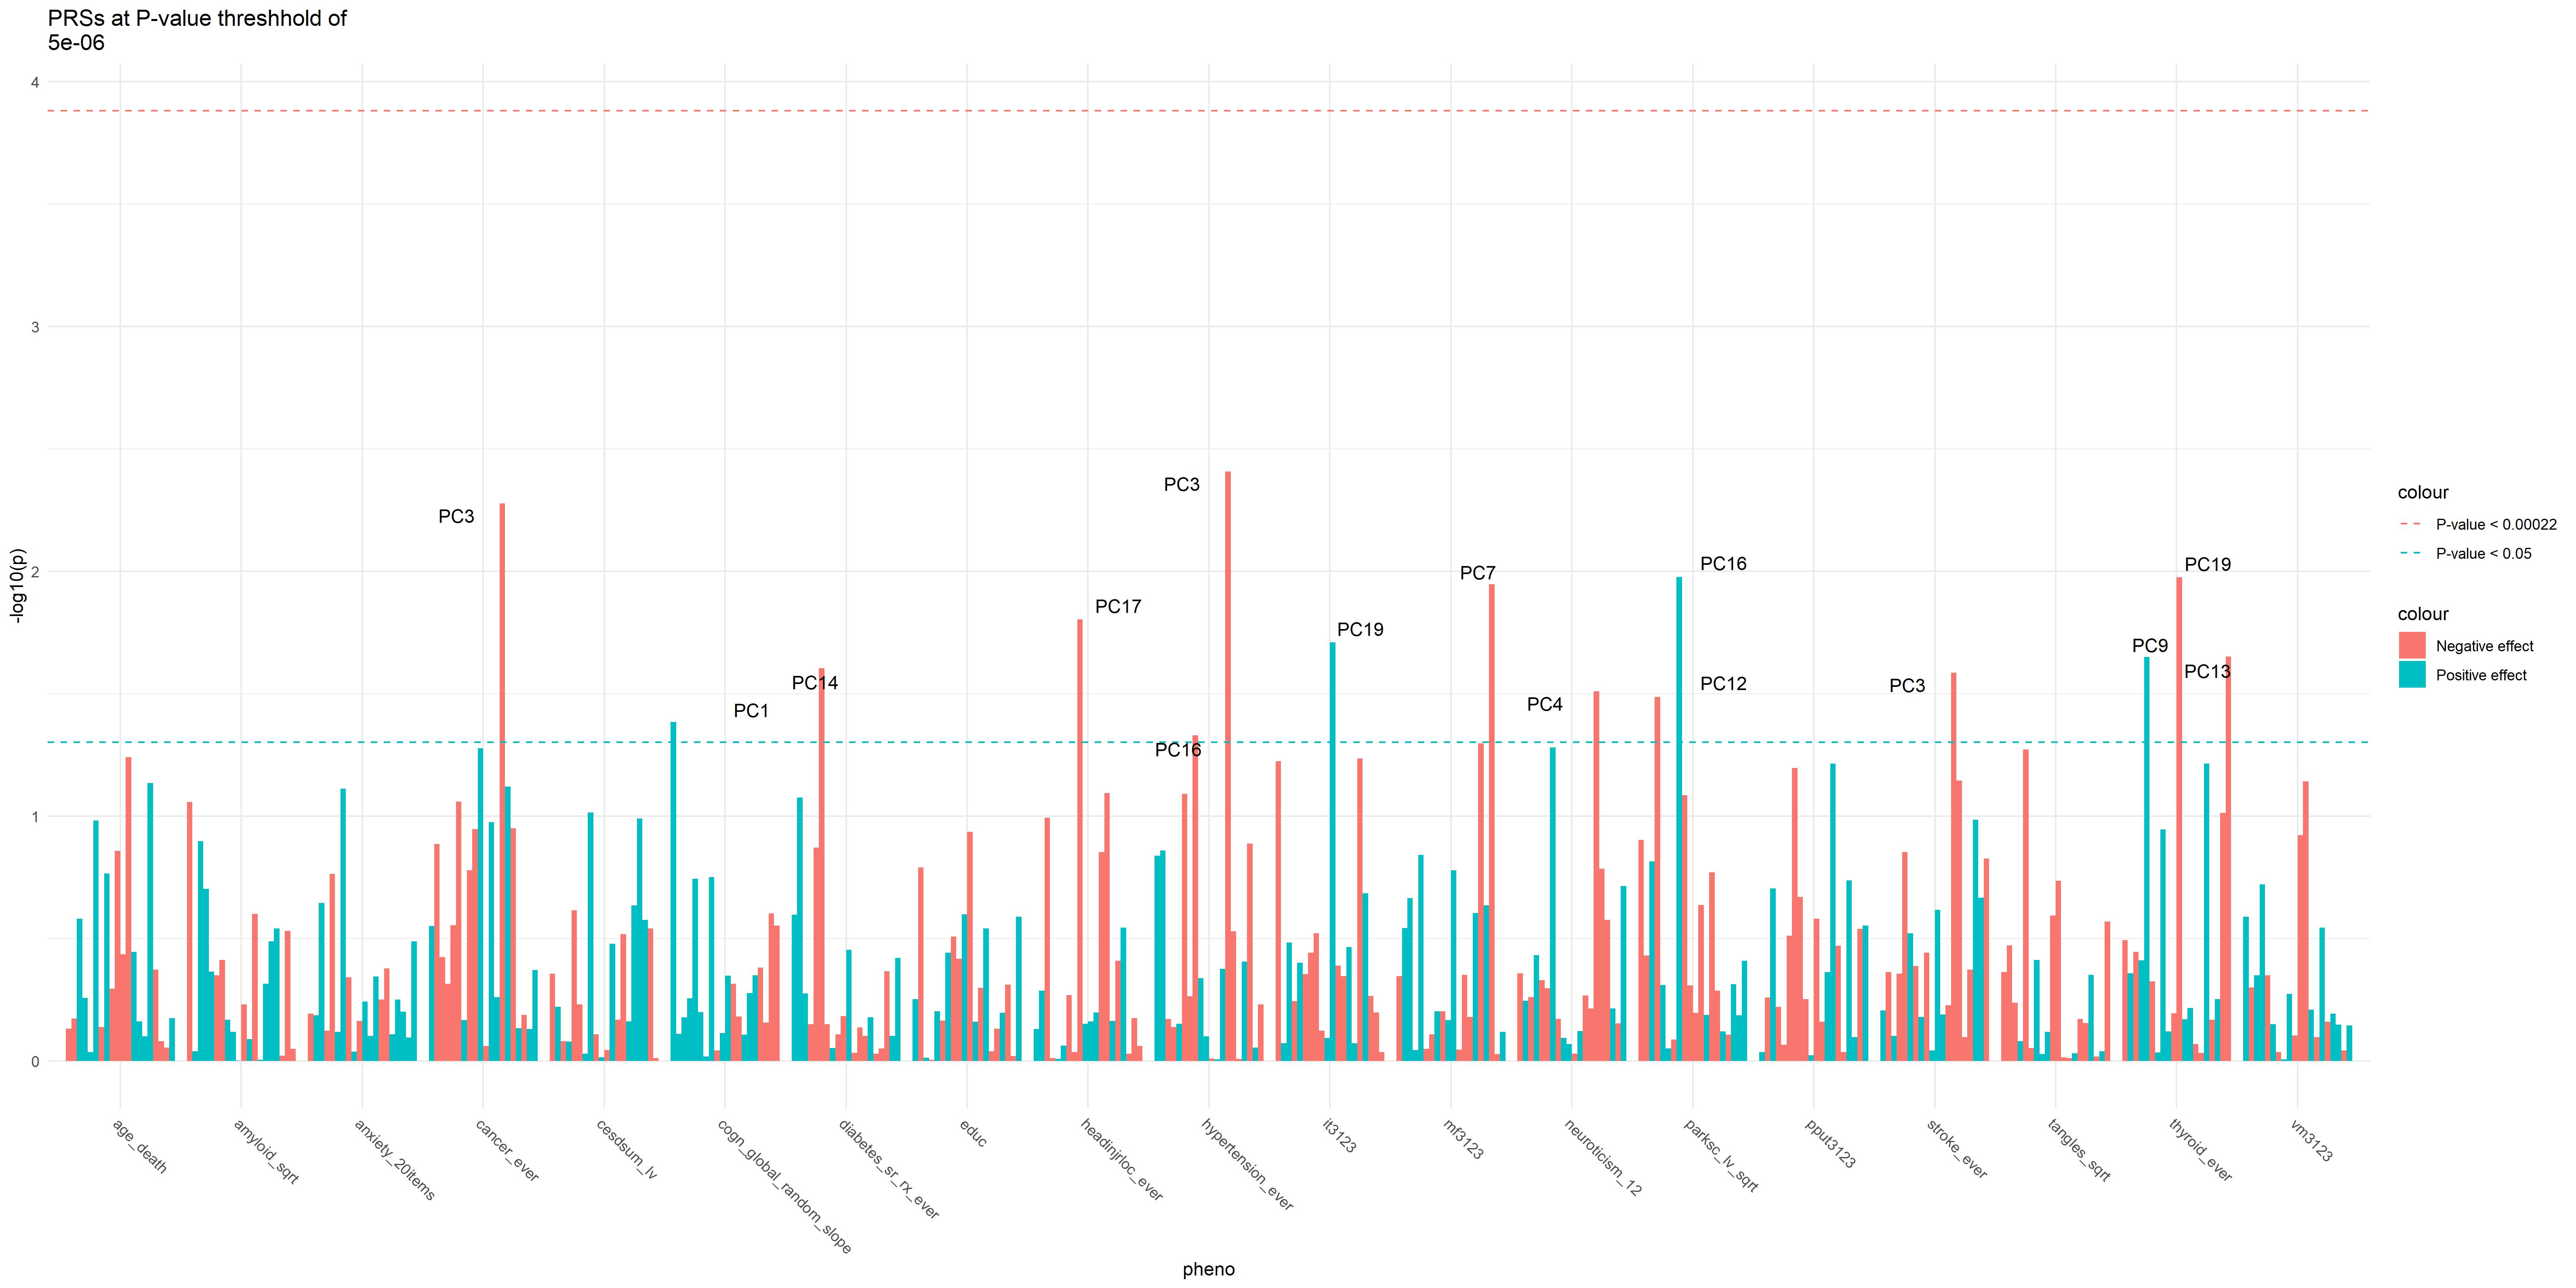 PRSs at P-value threshhold of
5e-06
4
3
2
1
0
-log10(p)
PC3
PC1
PC14
PC17
PC16
PC3
PC19
PC7
PC4
PC16
PC12
PC3
PC9
PC19
PC13
age_death
amyloid_sqrt
anxiety_20items
cancer_ever
cesdsum_lv
cogn_global_random_slope
diabetes_sr_rx_ever
educ
headinjrloc_ever
hypertension_ever
it3123
mf3123
neuroticism_12
parksc_lv_sqrt
pput3123
stroke_ever
tangles_sqrt
thyroid_ever
vm3123
pheno
colour
P-value < 0.00022
P-value < 0.05
colour
Negative effect
Positive effect